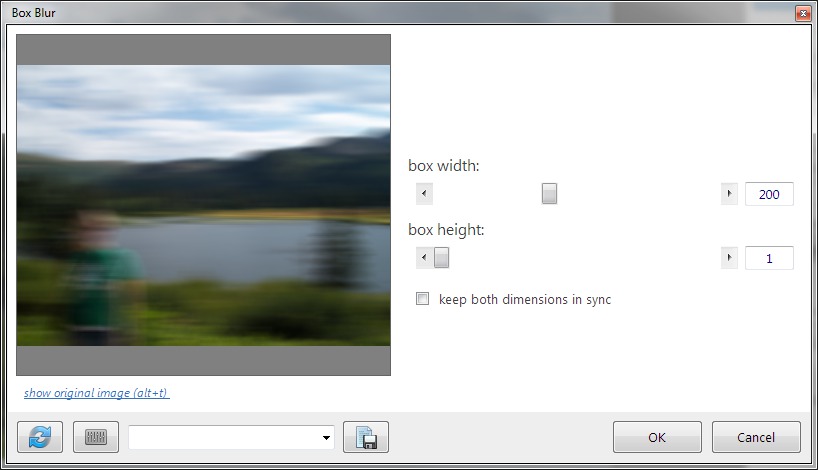 Box Blur
box width:
200
box height:
1
keep both dimensions in sync
show original image (alt+t)
OK
Cancel